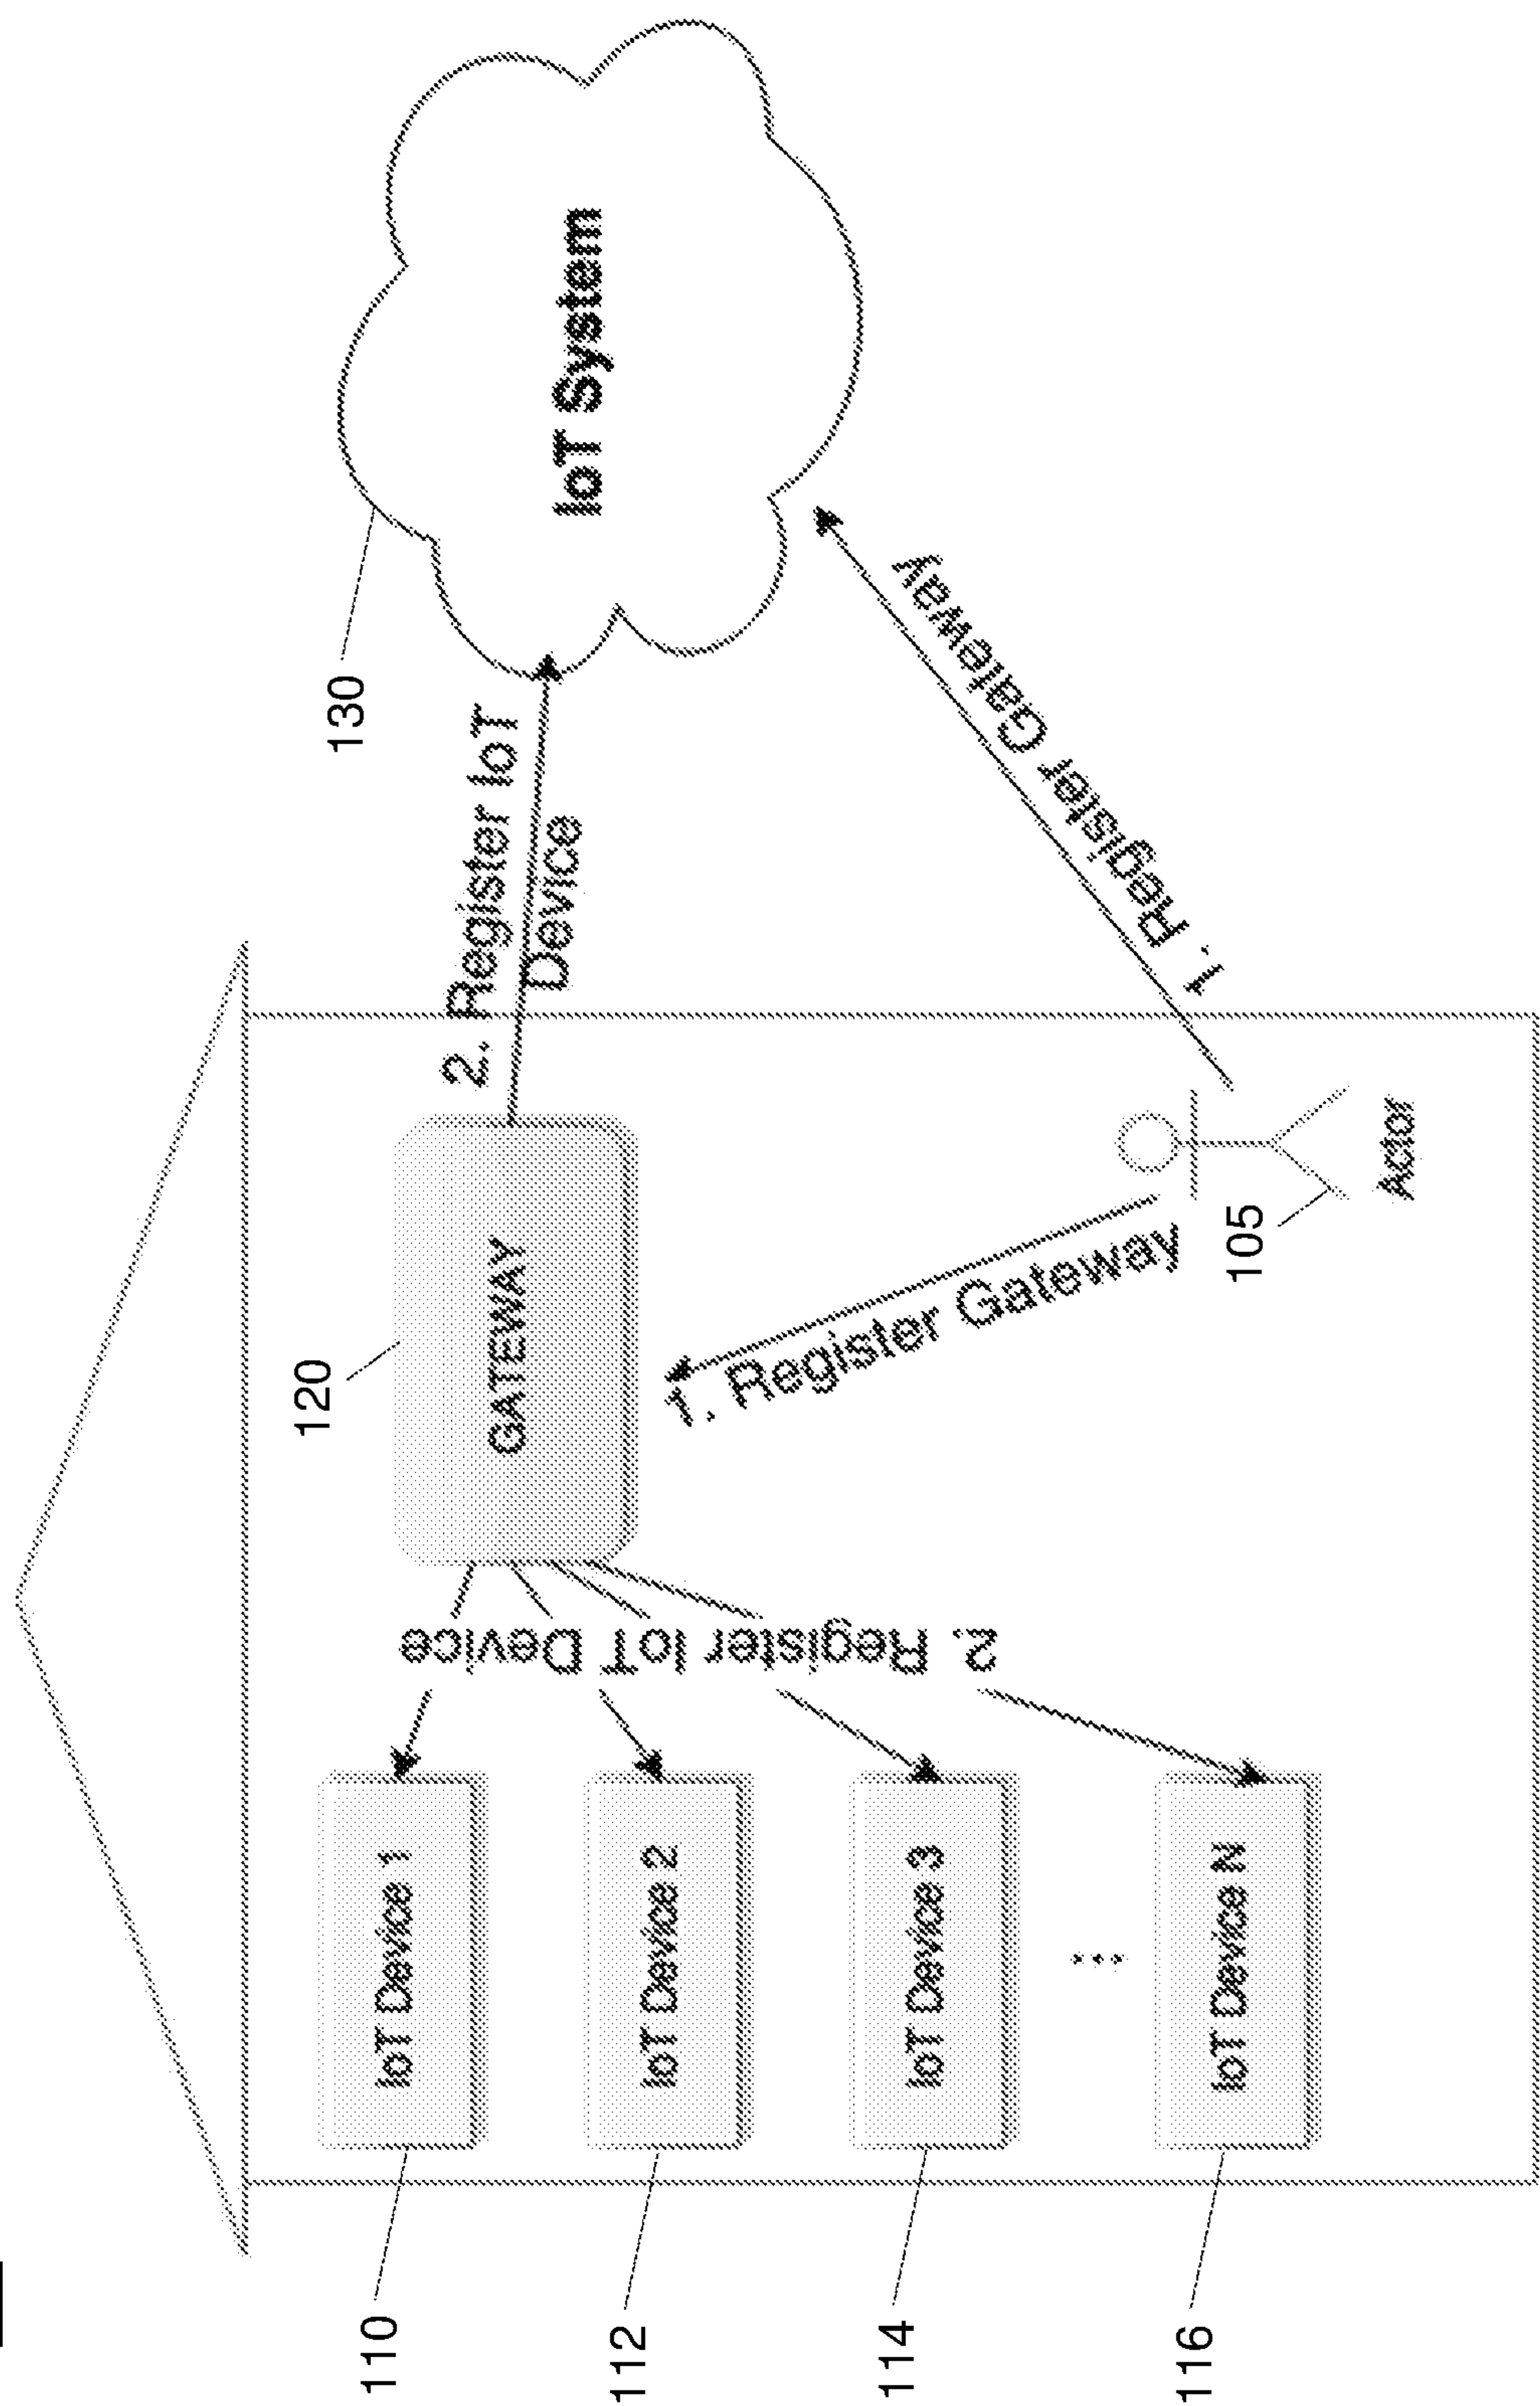 110
IoT Device 1
112
IoT Device 2
114
IoT Device 3
⋮
116
IoT Device N
2. Register IoT Device
120
GATEWAY
1. Register Gateway
105
Actor
2. Register IoT
Device
1. Register Gateway
130
IoT System